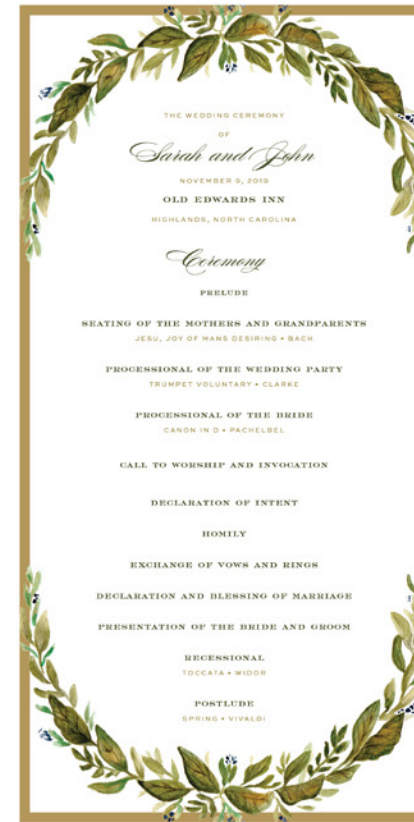 THE WEDDING CEREMONY
OF
Sarah and John
NOVEMBER 9, 2019
OLD EDWARDS INN
HIGHLANDS, NORTH CAROLINA
Ceremony
PRELUDE
SEATING OF THE MOTHERS AND GRANDPARENTS
JESU, JOY OF MANS DESIRING • BACH
PROCESSIONAL OF THE WEDDING PARTY
TRUMPET VOLUNTARY • CLARKE
PROCESSIONAL OF THE BRIDE
CANON IN D • PACHELBEL
CALL TO WORSHIP AND INVOCATION
DECLARATION OF INTENT
HOMILY
EXCHANGE OF VOWS AND RINGS
DECLARATION AND BLESSING OF MARRIAGE
PRESENTATION OF THE BRIDE AND GROOM
RECESSIONAL
TOCCATA • WIDOR
POSTLUDE
SPRING • VIVALDI